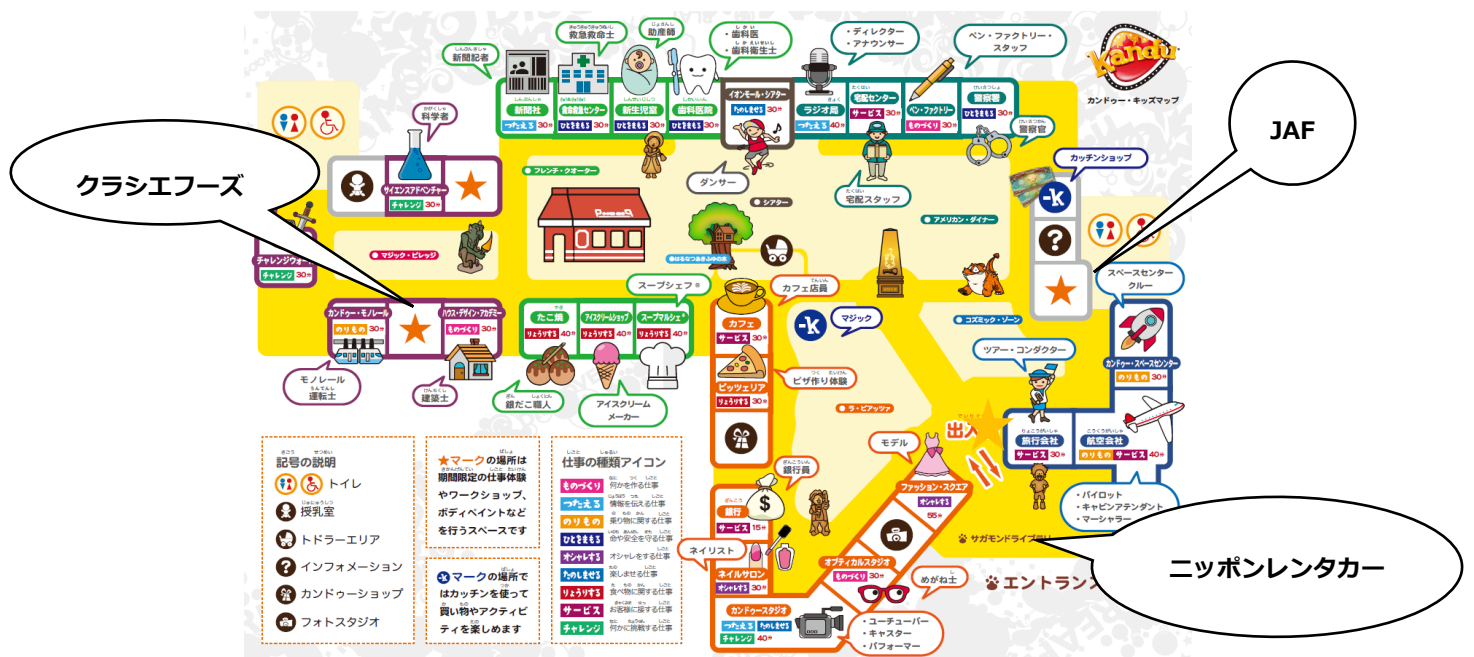 クラシエフーズ
JAF
ニッポンレンタカー
kandu
カンドゥー・キッズマップ
新聞記者
救急救命士
助産師
・歯科医
・歯科衛生士
・ディレクター
・アナウンサー
ペン・ファクトリー・
スタッフ
新聞社
つたえる 30分
救命救急センター
ひとをまもる 30分
新生児室
ひとをまもる 30分
歯科医院
ひとをまもる 30分
イオンモール・シアター
たのしませる 30分
ラジオ局
つたえる 40分
宅配センター
サービス 30分
ペン・ファクトリー
ものづくり 30分
警察署
ひとをまもる 30分
警察官
カッチンショップ
科学者
サイエンスアドベンチャー
チャレンジ 30分
フレンチ・クオーター
ダンサー
シアター
宅配スタッフ
アメリカン・ダイナー
チャレンジ 30分
マジック・ビレッジ
はるなつあきふゆの木
カンドゥー・モノレール
のりもの 30分
ハウス・デザイン・アカデミー
ものづくり 30分
モノレール
運転士
建築士
スープシェフ®
たこ焼
りょうりする 40分
アイスクリームショップ
りょうりする 40分
スープマルシェ®
りょうりする 40分
銀だこ職人
アイスクリーム
メーカー
カフェ店員
カフェ
サービス 30分
マジック
ピッツェリア
りょうりする 30分
ピザ作り体験
ラ・ピアッツァ
コズミック・ゾーン
スペースセンター
クルー
ツアー・コンダクター
カンドゥー・スペースセンター
のりもの 30分
旅行会社
サービス 30分
航空会社
のりもの サービス 40分
・パイロット
・キャビンアテンダント
・マーシャラー
モデル
ファッション・スクエア
オシャレする
55分
銀行員
銀行
サービス 15分
ネイリスト
ネイルサロン
オシャレする 30分
オプティカルスタジオ
ものづくり 30分
めがね士
カンドゥースタジオ
つたえる たのしませる
チャレンジ 40分
・ユーチューバー
・キャスター
・パフォーマー
記号の説明
トイレ
授乳室
トドラーエリア
インフォメーション
カンドゥーショップ
フォトスタジオ
★マークの場所は
期間限定の仕事体験
やワークショップ、
ボディペイントなど
を行うスペースです
-kマークの場所で
はカッチンを使って
買い物やアクティビ
ティを楽しめます
仕事の種類アイコン
ものづくり 何かを作る仕事
つたえる 情報を伝える仕事
のりもの 乗り物に関する仕事
ひとをまもる 命や安全を守る仕事
オシャレする オシャレをする仕事
たのしませる 楽しませる仕事
りょうりする 食べ物に関する仕事
サービス お客様に接する仕事
チャレンジ 何かに挑戦する仕事